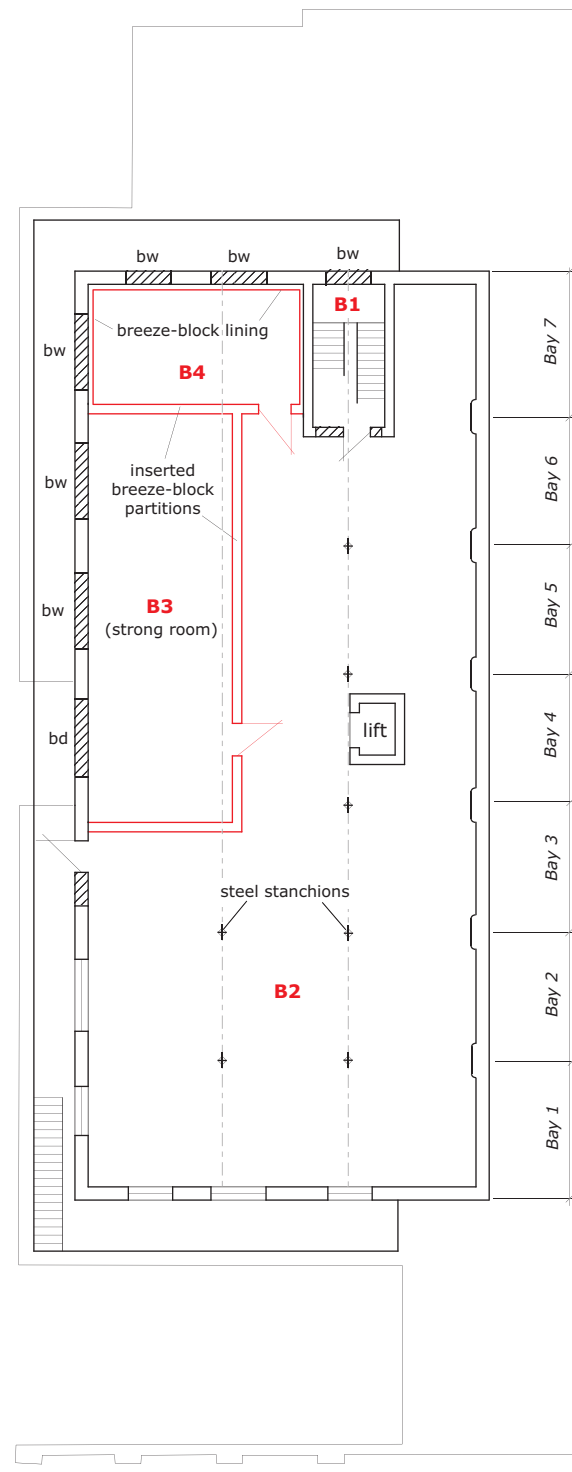 bw
bw
bw
B1
Bay 7
breeze-block lining
bw
B4
inserted
breeze-block
partitions
bw
Bay 6
B3
(strong room)
bw
Bay 5
lift
bd
Bay 4
Bay 3
steel stanchions
B2
Bay 2
Bay 1